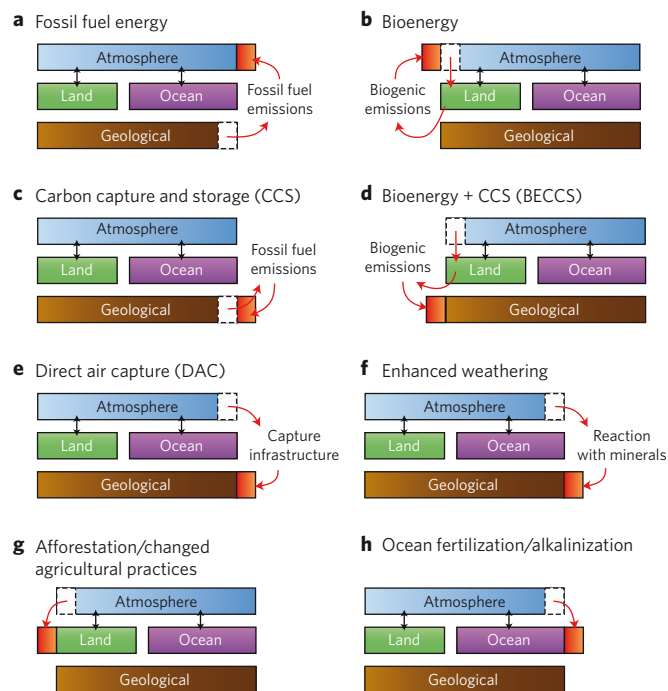 a Fossil fuel energy
Atmosphere
Land
Ocean
Fossil fuel
emissions
Geological
b Bioenergy
Atmosphere
Biogenic
emissions
Land
Ocean
Geological
c Carbon capture and storage (CCS)
Atmosphere
Land
Ocean
Fossil fuel
emissions
Geological
d Bioenergy + CCS (BECCS)
Atmosphere
Biogenic
emissions
Land
Ocean
Geological
e Direct air capture (DAC)
Atmosphere
Land
Ocean
Capture
infrastructure
Geological
f Enhanced weathering
Atmosphere
Land
Ocean
Reaction
with minerals
Geological
g Afforestation/changed
agricultural practices
Atmosphere
Land
Ocean
Geological
h Ocean fertilization/alkalinization
Atmosphere
Land
Ocean
Geological